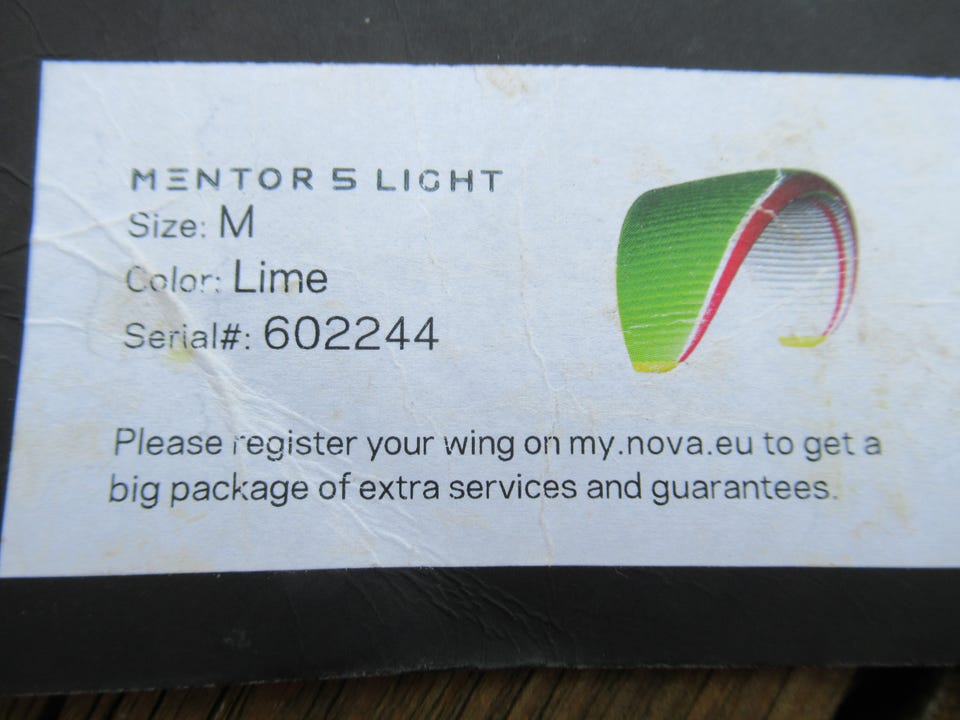 MENTOR 5 LIGHT
Size: M
Color: Lime
Serial#: 602244
Please register your wing on my.nova.eu to get a
big package of extra services and guarantees.